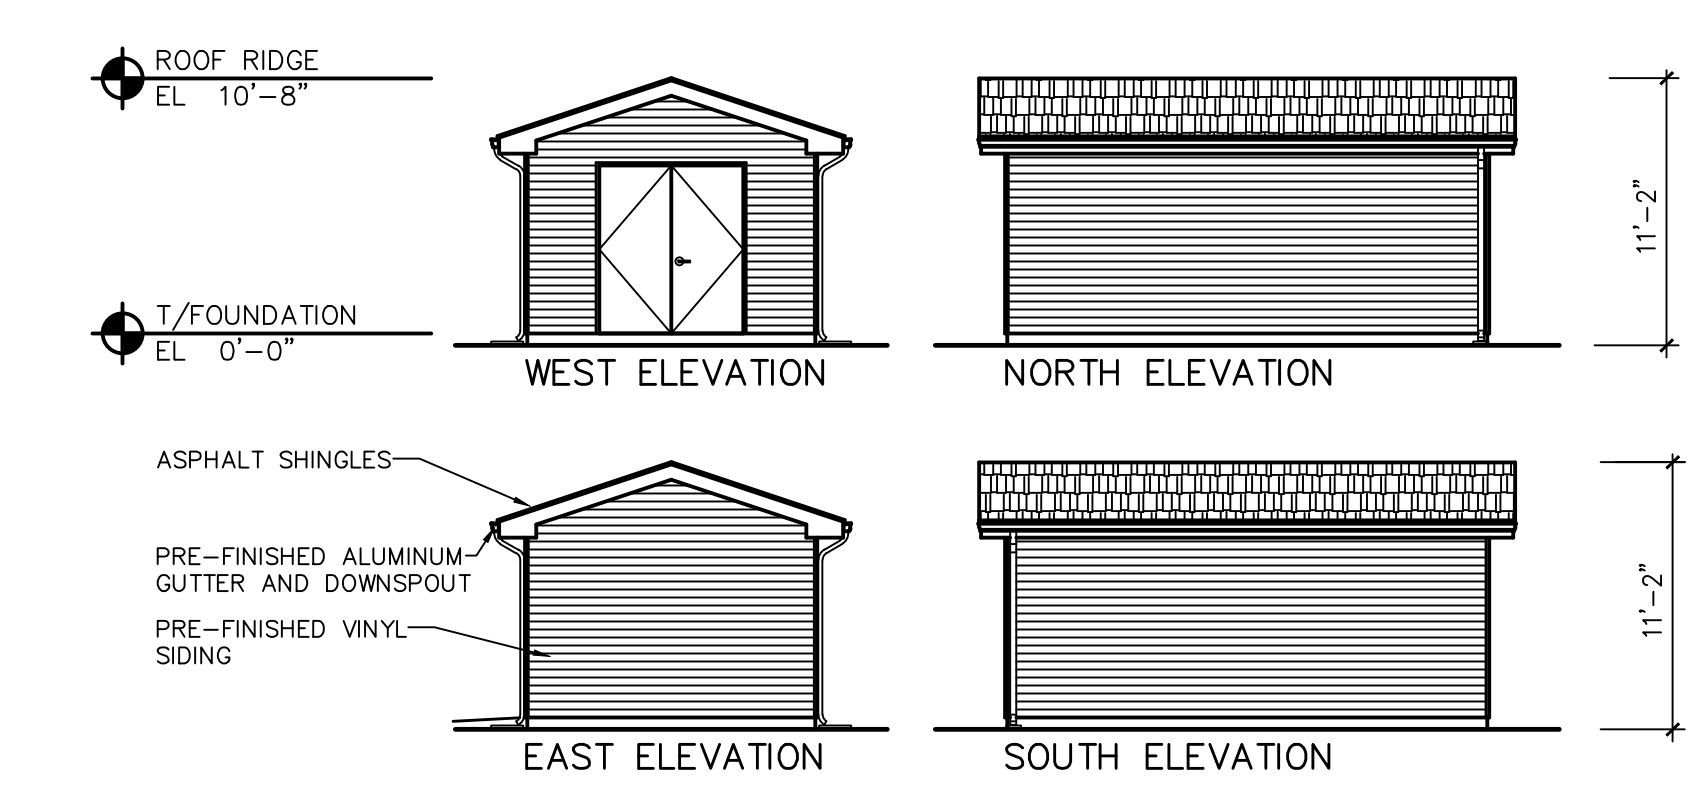 ROOF RIDGE
EL 10'-8"
11'-2"
T/FOUNDATION
EL 0'-0"
WEST ELEVATION
NORTH ELEVATION
ASPHALT SHINGLES
PRE-FINISHED ALUMINUM
GUTTER AND DOWNSPOUT
PRE-FINISHED VINYL
SIDING
11'-2"
EAST ELEVATION
SOUTH ELEVATION